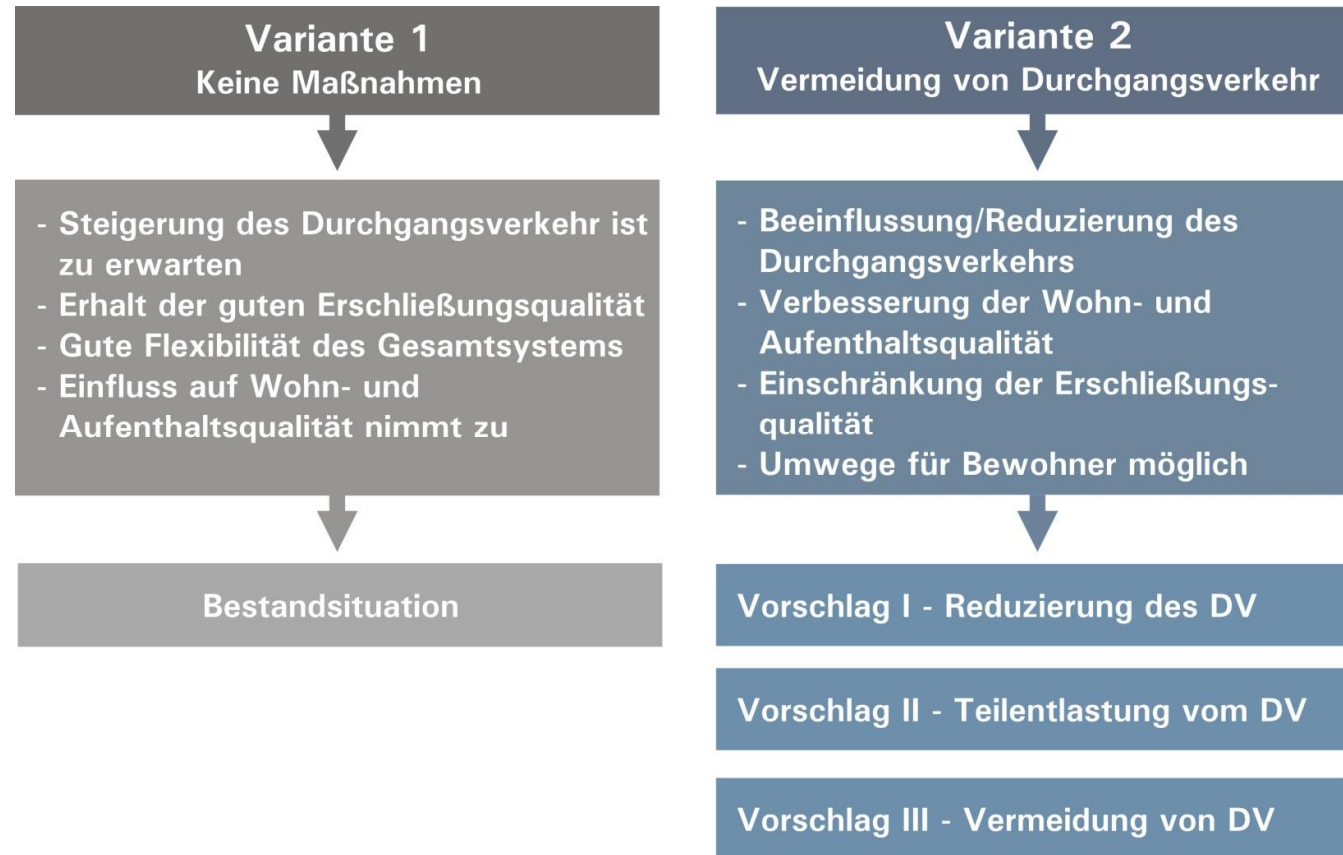 Variante 1
Keine Maßnahmen
- Steigerung des Durchgangsverkehr ist
zu erwarten
- Erhalt der guten Erschließungsqualität
- Gute Flexibilität des Gesamtsystems
- Einfluss auf Wohn- und
Aufenthaltsqualität nimmt zu
Bestandsituation
Variante 2
Vermeidung von Durchgangsverkehr
- Beeinflussung/Reduzierung des
Durchgangsverkehrs
- Verbesserung der Wohn- und
Aufenthaltsqualität
- Einschränkung der Erschließungs-
qualität
- Umwege für Bewohner möglich
Vorschlag I - Reduzierung des DV
Vorschlag II - Teilentlastung vom DV
Vorschlag III - Vermeidung von DV